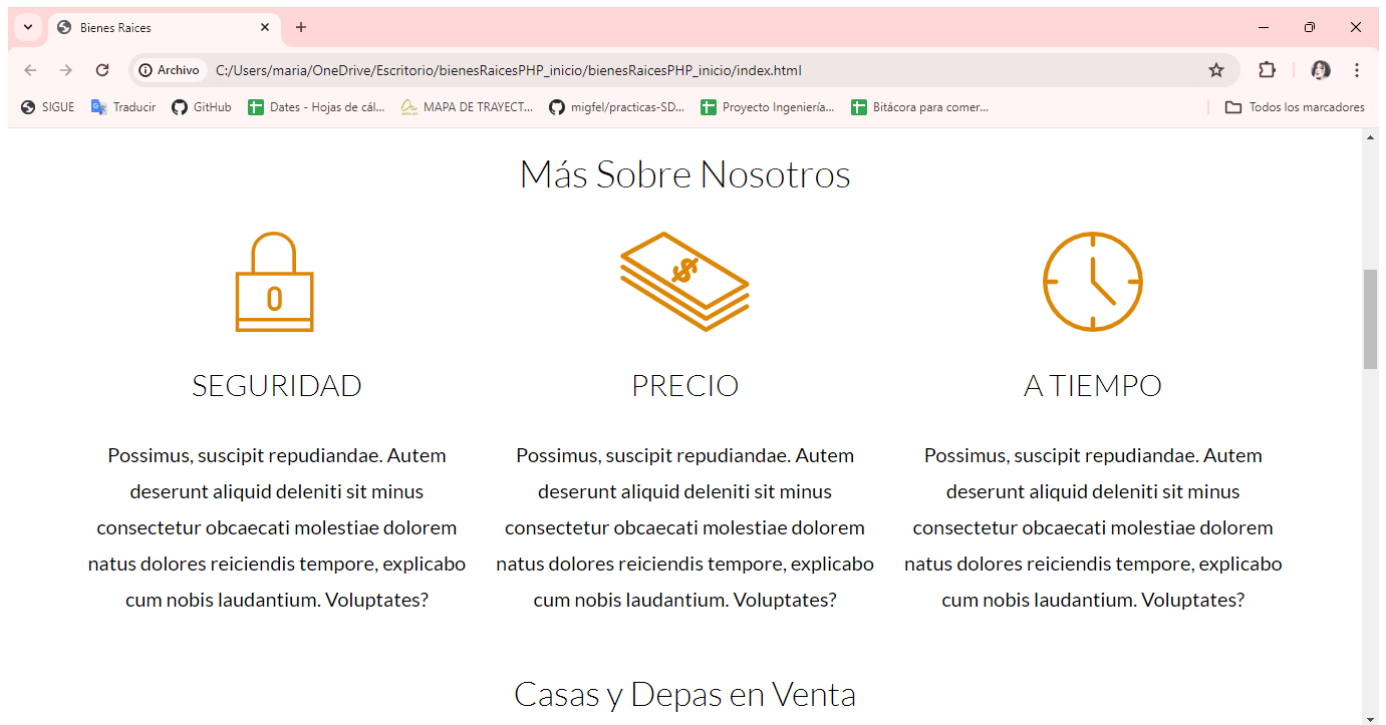 Bienes Raices
Archivo C:/Users/maria/OneDrive/Escritorio/bienesRaicesPHP_inicio/bienesRaicesPHP_inicio/index.html
SIGUE Traducir GitHub Dates - Hojas de cál... MAPA DE TRAYECT... migfel/practicas-SD... Proyecto Ingeniería... Bitácora para comer... Todos los marcadores
Más Sobre Nosotros
0 $
SEGURIDAD PRECIO A TIEMPO
Possimus, suscipit repudiandae. Autem
deserunt aliquid deleniti sit minus
consectetur obcaecati molestiae dolorem
natus dolores reiciendis tempore, explicabo
cum nobis laudantium. Voluptates?
Possimus, suscipit repudiandae. Autem
deserunt aliquid deleniti sit minus
consectetur obcaecati molestiae dolorem
natus dolores reiciendis tempore, explicabo
cum nobis laudantium. Voluptates?
Possimus, suscipit repudiandae. Autem
deserunt aliquid deleniti sit minus
consectetur obcaecati molestiae dolorem
natus dolores reiciendis tempore, explicabo
cum nobis laudantium. Voluptates?
Casas y Depas en Venta